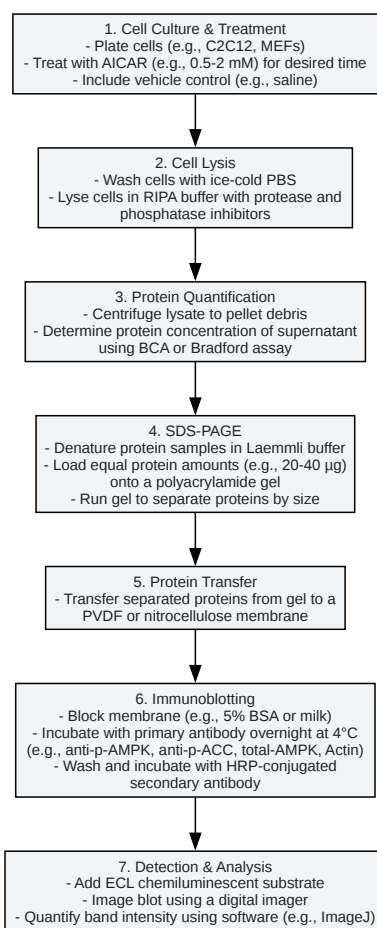 1. Cell Culture & Treatment
- Plate cells (e.g., C2C12, MEFs)
- Treat with AICAR (e.g., 0.5-2 mM) for desired time
- Include vehicle control (e.g., saline)
2. Cell Lysis
- Wash cells with ice-cold PBS
- Lyse cells in RIPA buffer with protease and
phosphatase inhibitors
3. Protein Quantification
- Centrifuge lysate to pellet debris
- Determine protein concentration of supernatant
using BCA or Bradford assay
4. SDS-PAGE
- Denature protein samples in Laemmli buffer
- Load equal protein amounts (e.g., 20-40 µg)
onto a polyacrylamide gel
- Run gel to separate proteins by size
5. Protein Transfer
- Transfer separated proteins from gel to a
PVDF or nitrocellulose membrane
6. Immunoblotting
- Block membrane (e.g., 5% BSA or milk)
- Incubate with primary antibody overnight at 4°C
(e.g., anti-p-AMPK, anti-p-ACC, total-AMPK, Actin)
- Wash and incubate with HRP-conjugated
secondary antibody
7. Detection & Analysis
- Add ECL chemiluminescent substrate
- Image blot using a digital imager
- Quantify band intensity using software (e.g., ImageJ)